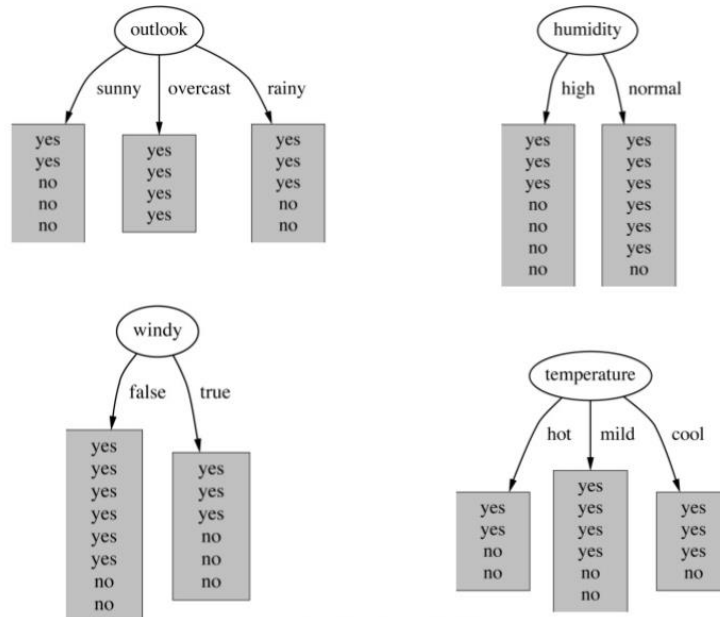 outlook
sunny
overcast
rainy
yes
yes
no
no
no
yes
yes
yes
yes
yes
yes
yes
no
no
humidity
high
normal
yes
yes
yes
no
no
no
no
yes
yes
yes
yes
yes
yes
no
windy
false
true
yes
yes
yes
yes
yes
yes
no
no
yes
yes
yes
no
no
no
temperature
hot
mild
cool
yes
yes
no
no
yes
yes
yes
yes
no
no
yes
yes
yes
no